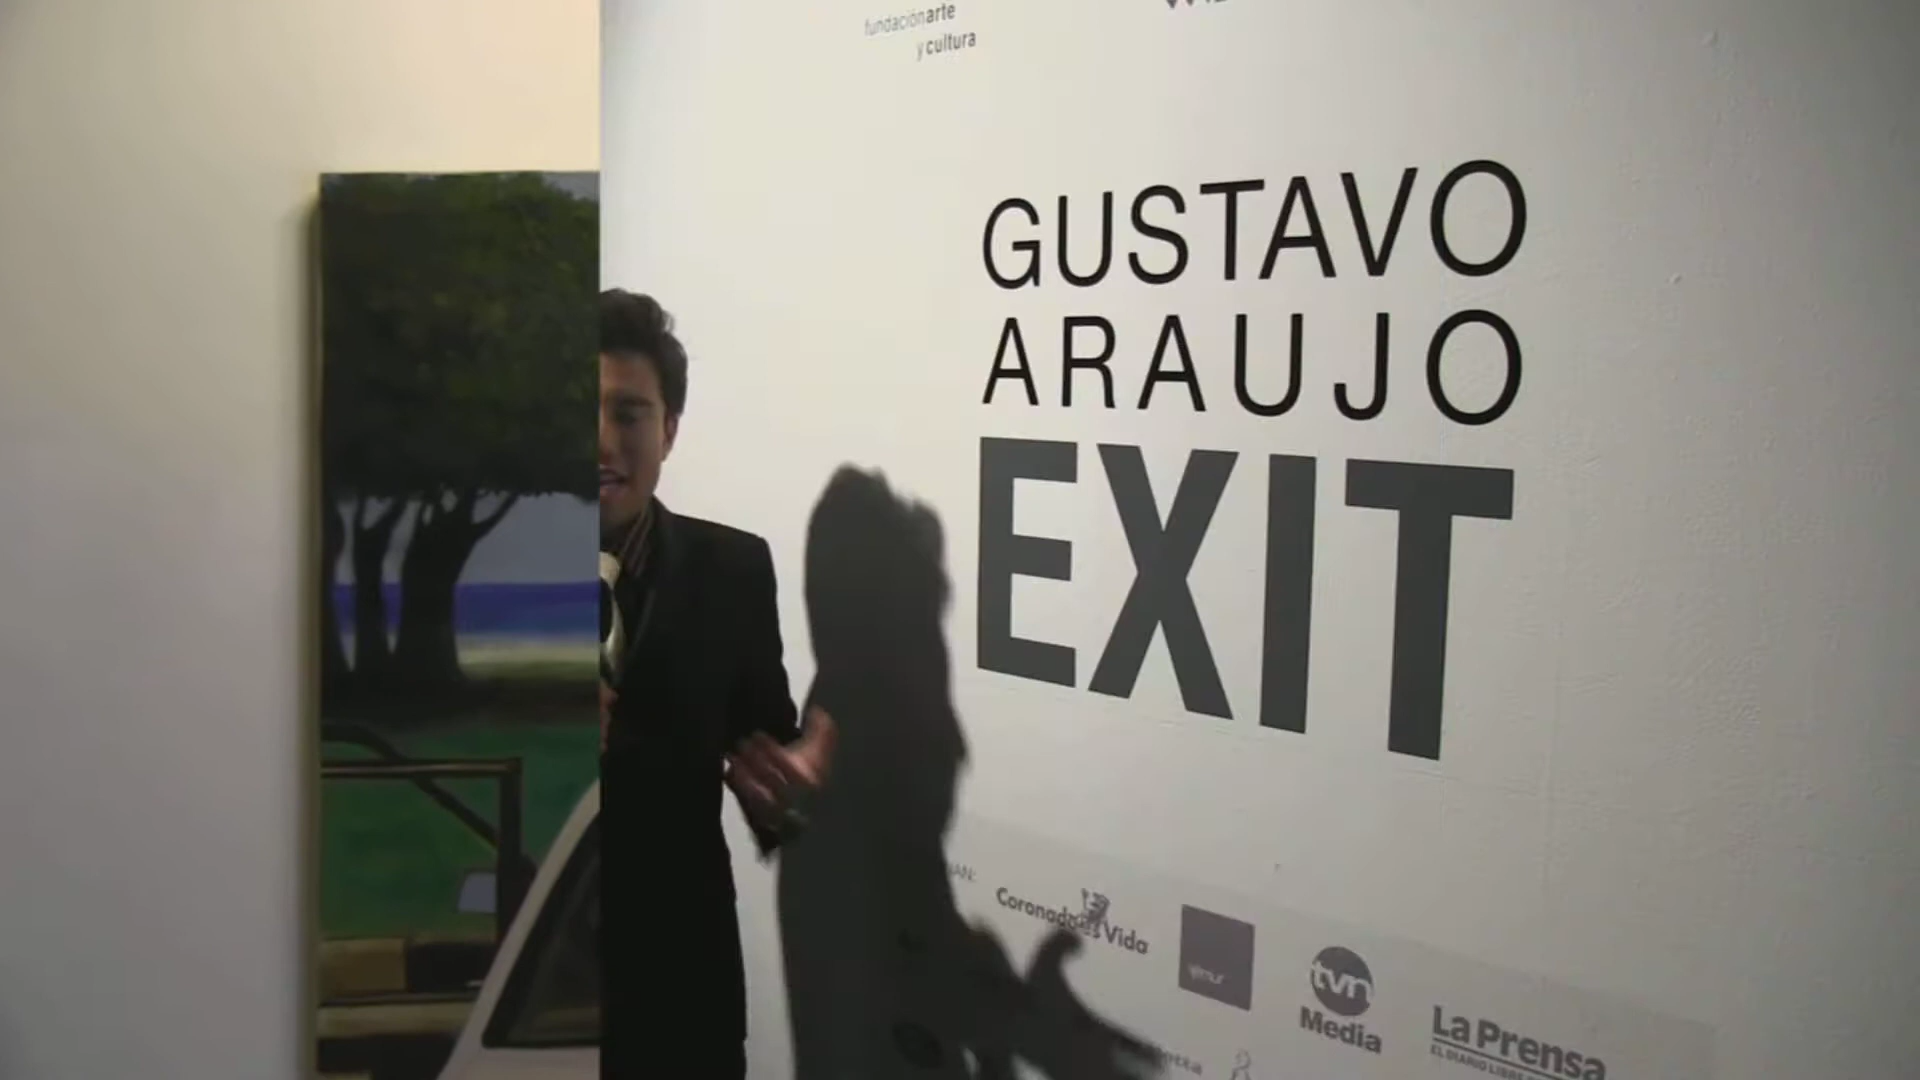 fundaciónarte
y cultura
GUSTAVO
ARAUJO
EXIT
Coronado es Vida
tvn
Media
La Prensa